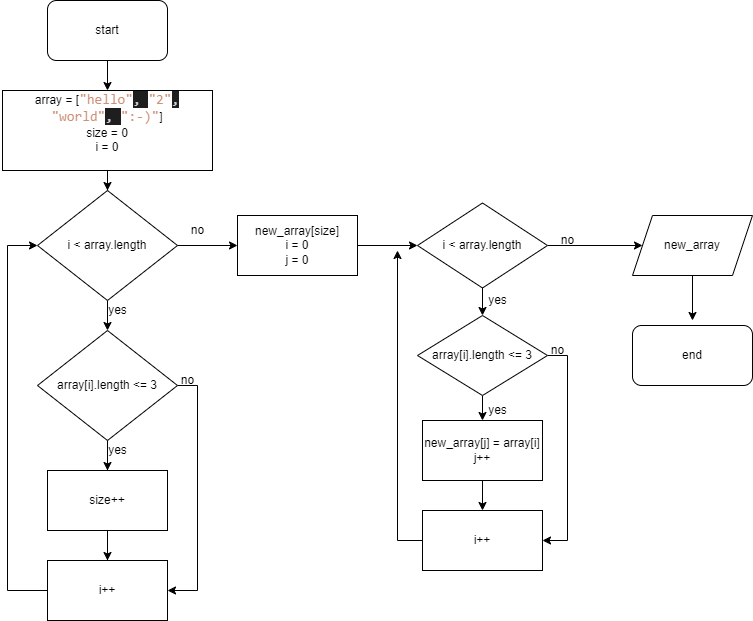 start
array = ["hello", "2",
"world", ":-)"]
size = 0
i = 0
i < array.length
no
yes
array[i].length <= 3
no
yes
size++
i++
new_array[size]
i = 0
j = 0
i < array.length
no
yes
array[i].length <= 3
no
yes
new_array[j] = array[i]
j++
i++
new_array
end